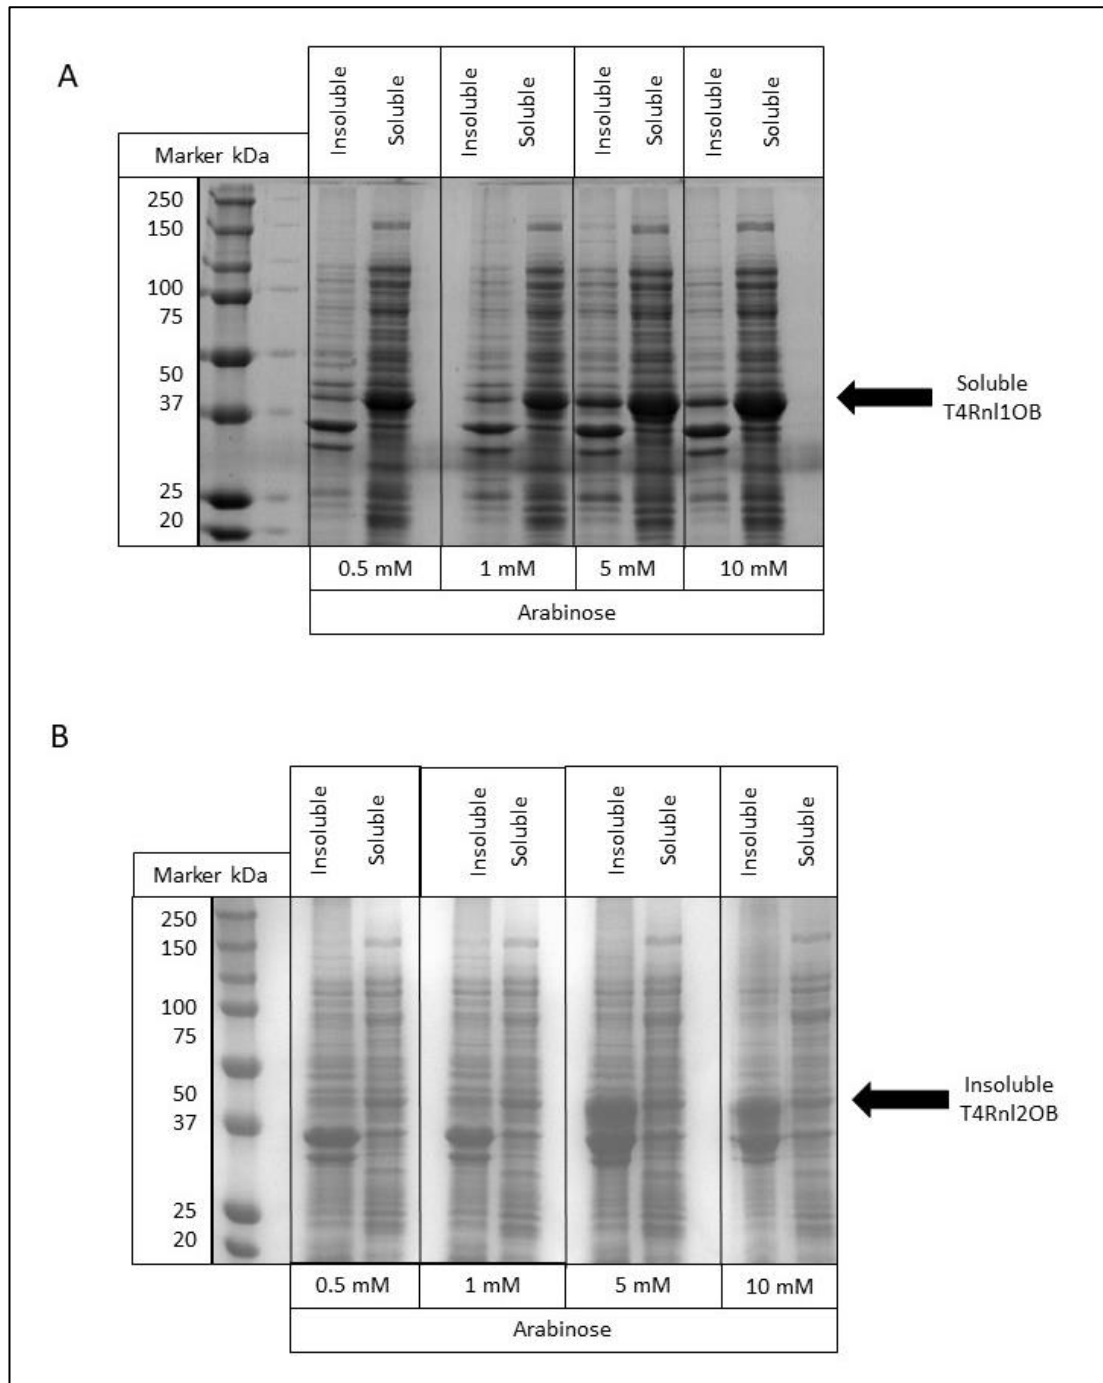 A
Insoluble
Soluble
Insoluble
Soluble
Insoluble
Soluble
Insoluble
Soluble
Marker kDa
250
150
100
75
50
37
25
20
Soluble
T4Rnl1OB
0.5 mM
1 mM
5 mM
10 mM
Arabinose
B
Insoluble
Soluble
Insoluble
Soluble
Insoluble
Soluble
Insoluble
Soluble
Marker kDa
250
150
100
75
50
37
25
20
Insoluble
T4Rnl2OB
0.5 mM
1 mM
5 mM
10 mM
Arabinose